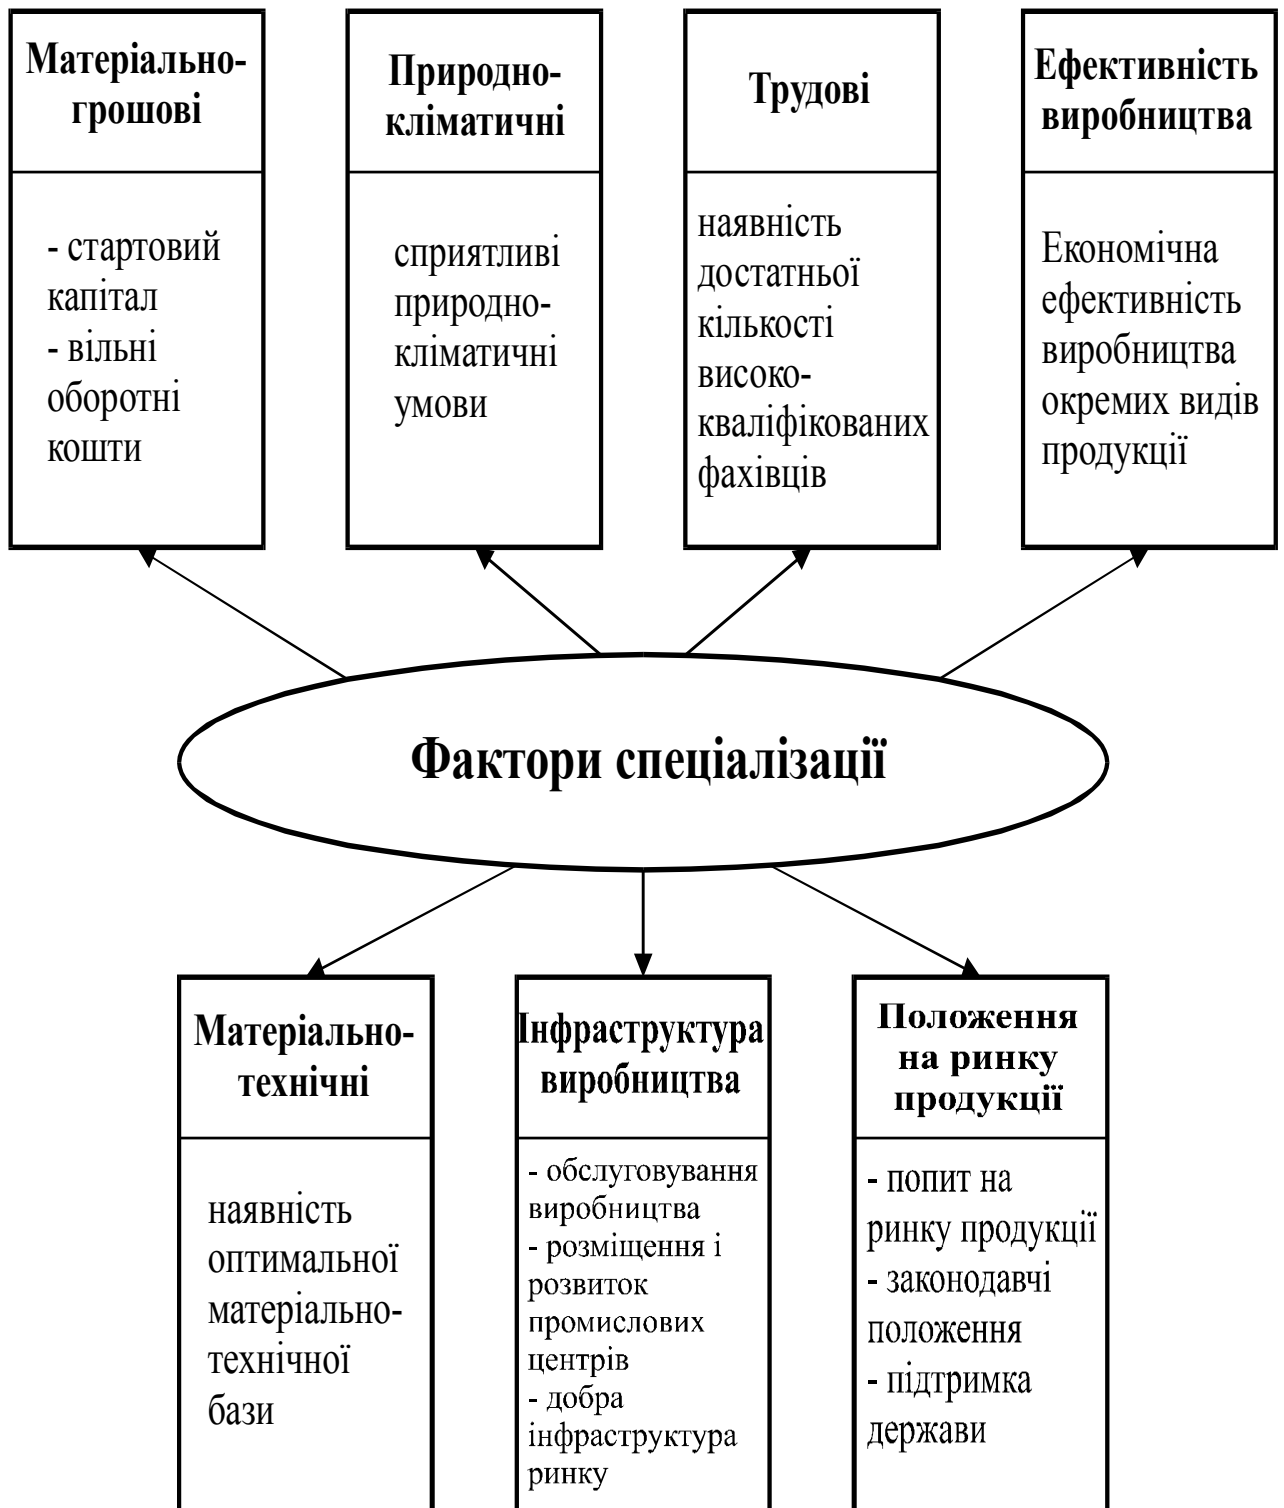 Матеріально-
грошові
- стартовий
капітал
- вільні
оборотні
кошти
Природно-
кліматичні
сприятливі
природно-
кліматичні
умови
Трудові
наявність
достатньої
кількості
високо-
кваліфікованих
фахівців
Ефективність
виробництва
Економічна
ефективність
виробництва
окремих видів
продукції
Фактори спеціалізації
Матеріально-
технічні
наявність
оптимальної
матеріально-
технічної
бази
Інфраструктура
виробництва
- обслуговування
виробництва
- розміщення і
розвиток
промислових
центрів
- добра
інфраструктура
ринку
Положення
на ринку
продукції
- попит на
ринку продукції
- законодавчі
положення
- підтримка
держави